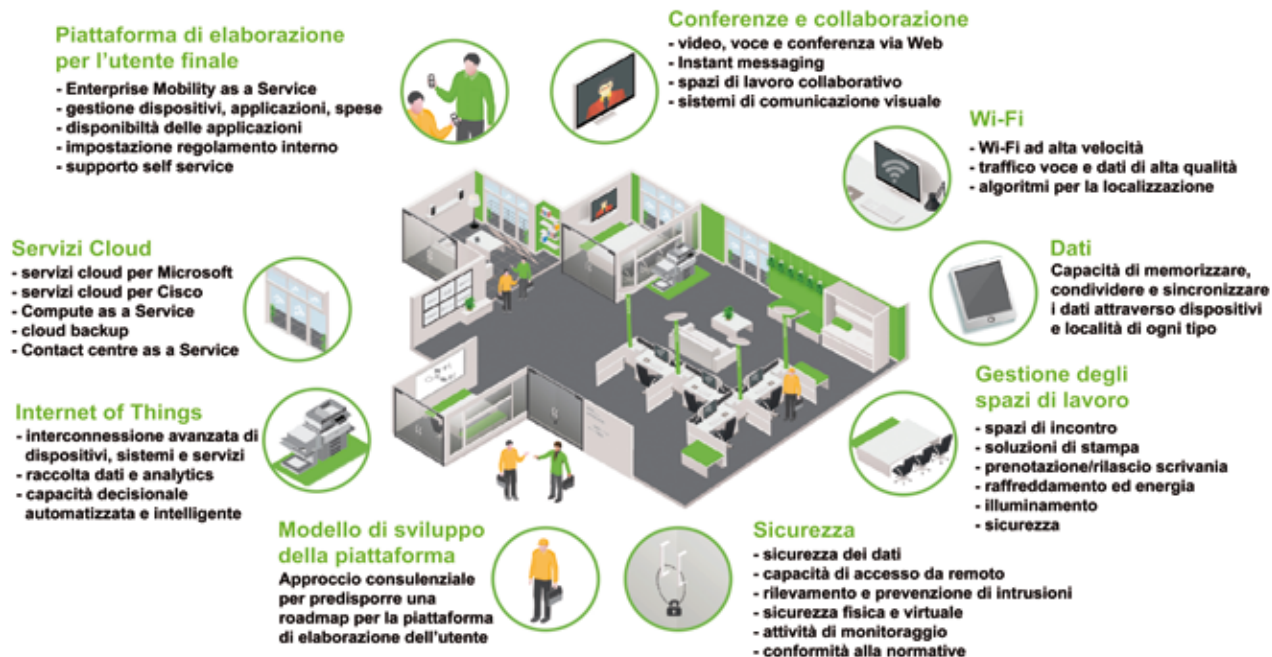 Piattaforma di elaborazione
per l'utente finale
- Enterprise Mobility as a Service
- gestione dispositivi, applicazioni, spese
- disponibiltà delle applicazioni
- impostazione regolamento interno
- supporto self service
Conferenze e collaborazione
- video, voce e conferenza via Web
- Instant messaging
- spazi di lavoro collaborativo
- sistemi di comunicazione visuale
Wi-Fi
- Wi-Fi ad alta velocità
- traffico voce e dati di alta qualità
- algoritmi per la localizzazione
Servizi Cloud
- servizi cloud per Microsoft
- servizi cloud per Cisco
- Compute as a Service
- cloud backup
- Contact centre as a Service
Dati
Capacità di memorizzare,
condividere e sincronizzare
i dati attraverso dispositivi
e località di ogni tipo
Internet of Things
- interconnessione avanzata di
dispositivi, sistemi e servizi
- raccolta dati e analytics
- capacità decisionale
automatizzata e intelligente
Gestione degli
spazi di lavoro
- spazi di incontro
- soluzioni di stampa
- prenotazione/rilascio scrivania
- raffreddamento ed energia
- illuminamento
- sicurezza
Modello di sviluppo
della piattaforma
Approccio consulenziale
per predisporre una
roadmap per la piattaforma
di elaborazione dell'utente
Sicurezza
- sicurezza dei dati
- capacità di accesso da remoto
- rilevamento e prevenzione di intrusioni
- sicurezza fisica e virtuale
- attività di monitoraggio
- conformità alla normative